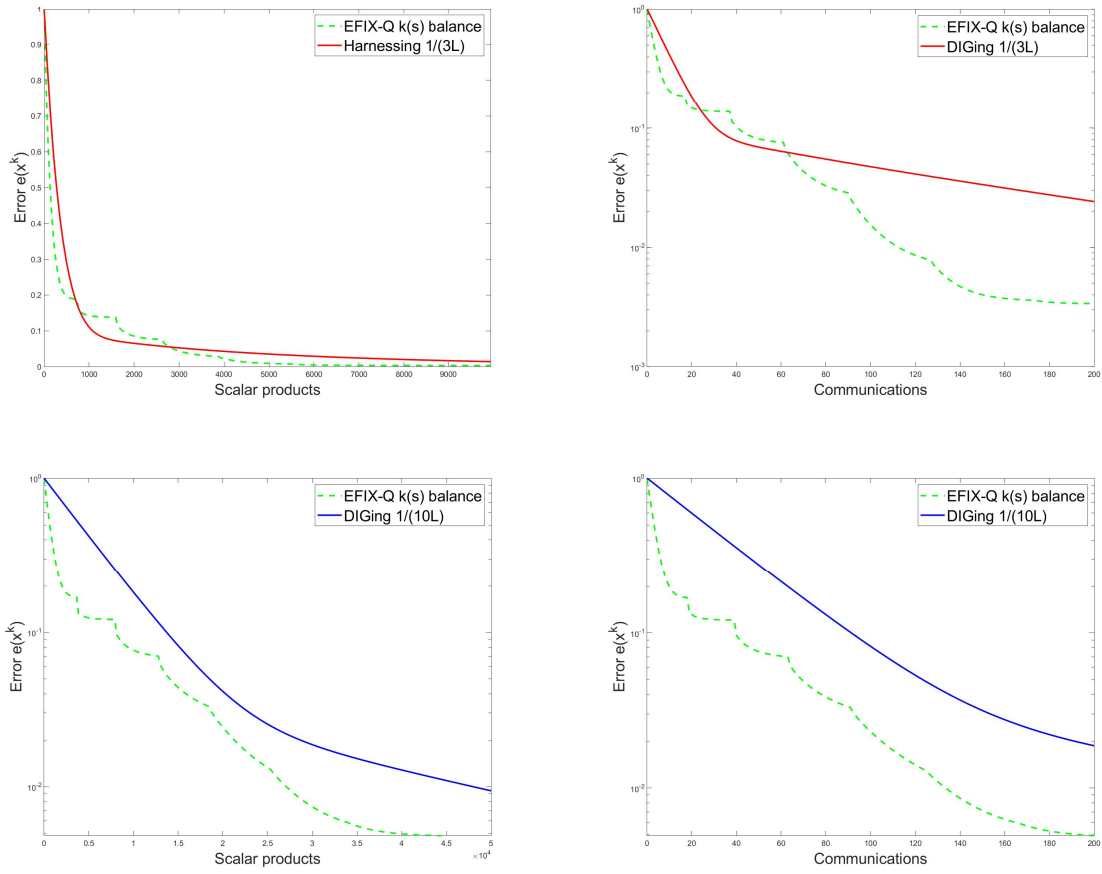 EFIX-Q k(s) balance
Harnessing 1/(3L)
Error e(x^k)
1
0.9
0.8
0.7
0.6
0.5
0.4
0.3
0.2
0.1
0
0 1000 2000 3000 4000 5000 6000 7000 8000 9000
Scalar products
EFIX-Q k(s) balance
DIGing 1/(3L)
Error e(x^k)
10^0
10^-1
10^-2
10^-3
0 20 40 60 80 100 120 140 160 180 200
Communications
EFIX-Q k(s) balance
DIGing 1/(10L)
Error e(x^k)
10^0
10^-1
10^-2
0 0.5 1 1.5 2 2.5 3 3.5 4 4.5 5
×10^4
Scalar products
EFIX-Q k(s) balance
DIGing 1/(10L)
Error e(x^k)
10^0
10^-1
10^-2
0 20 40 60 80 100 120 140 160 180 200
Communications